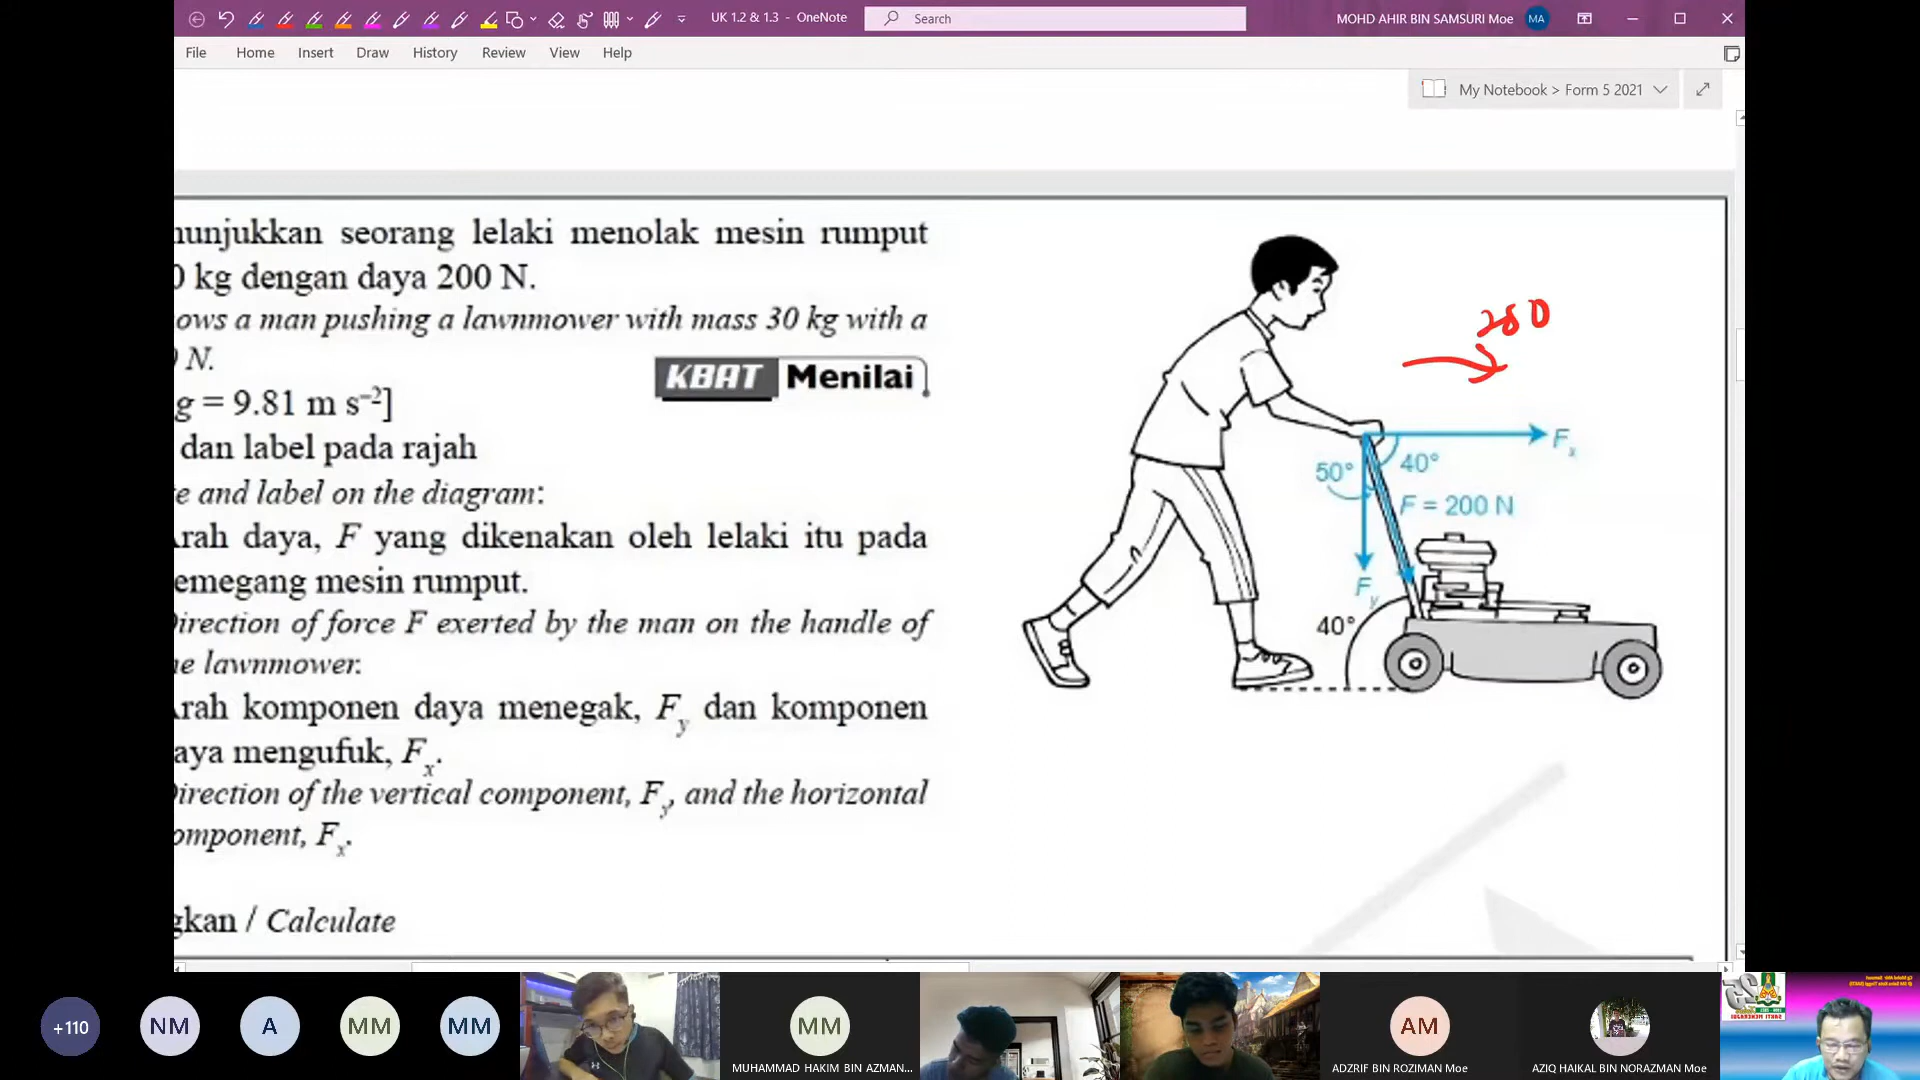 UK 1.2 & 1.3 - OneNote
Search
MOHD AHIR BIN SAMSURI Moe
MA
File Home Insert Draw History Review View Help
My Notebook > Form 5 2021
nunjukkan seorang lelaki menolak mesin rumput
0 kg dengan daya 200 N.
ows a man pushing a lawnmower with mass 30 kg with a
N.
KBAT Menilai
g = 9.81 m s⁻²]
dan label pada rajah
te and label on the diagram:
Arah daya, F yang dikenakan oleh lelaki itu pada
emegang mesin rumput.
Direction of force F exerted by the man on the handle of
he lawnmower.
Arah komponen daya menegak, Fy dan komponen
aya mengufuk, Fx.
Direction of the vertical component, Fy, and the horizontal
omponent, Fx.
gkan / Calculate
Fx
50°
40°
F = 200 N
Fy
40°
+110
NM
A
MM
MM
MM
MUHAMMAD HAKIM BIN AZMAN...
AM
ADZRIF BIN ROZIMAN Moe
AZIQ HAIKAL BIN NORAZMAN Moe